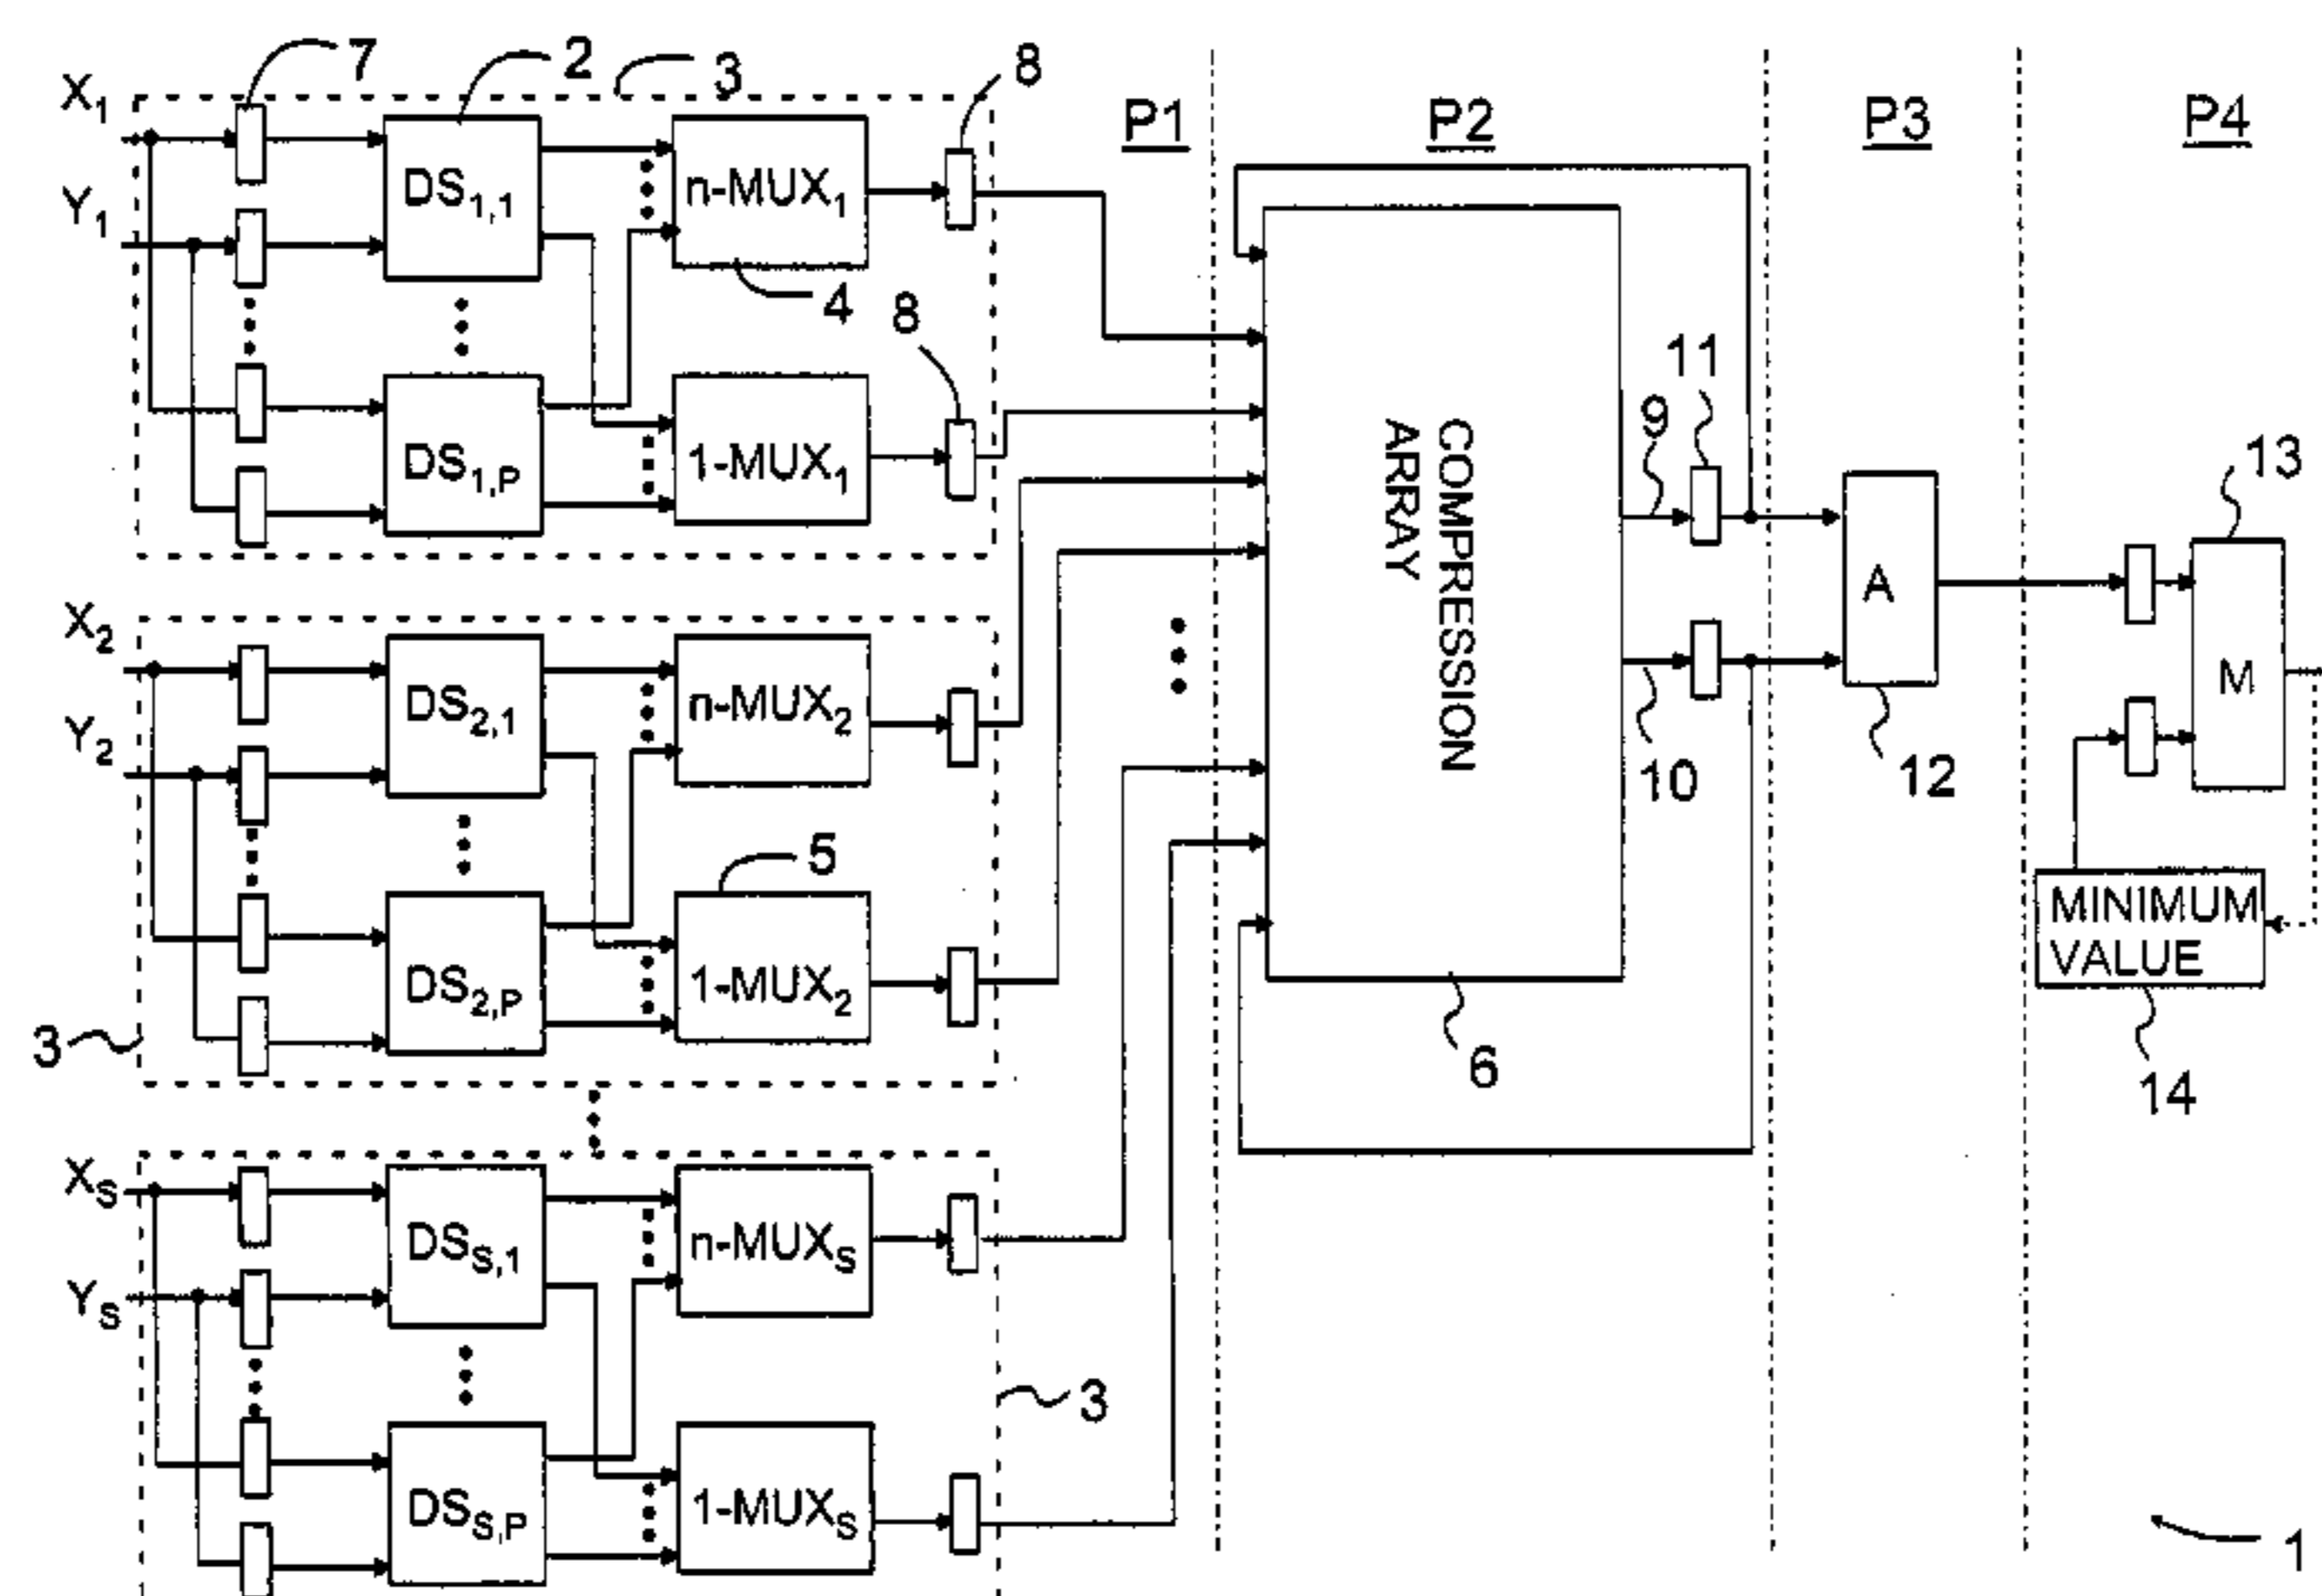 7
2
3
8
X₁
Y₁
DS₁,₁
n-MUX₁
4
8
DS₁,P
1-MUX₁
P1
P2
P3
P4
X₂
Y₂
DS₂,₁
n-MUX₂
5
DS₂,P
1-MUX₂
3
COMPRESSION
ARRAY
6
9
11
10
A
12
13
M
MINIMUM
VALUE
14
Xₛ
Yₛ
DSₛ,₁
n-MUXₛ
3
DSₛ,P
1-MUXₛ
1